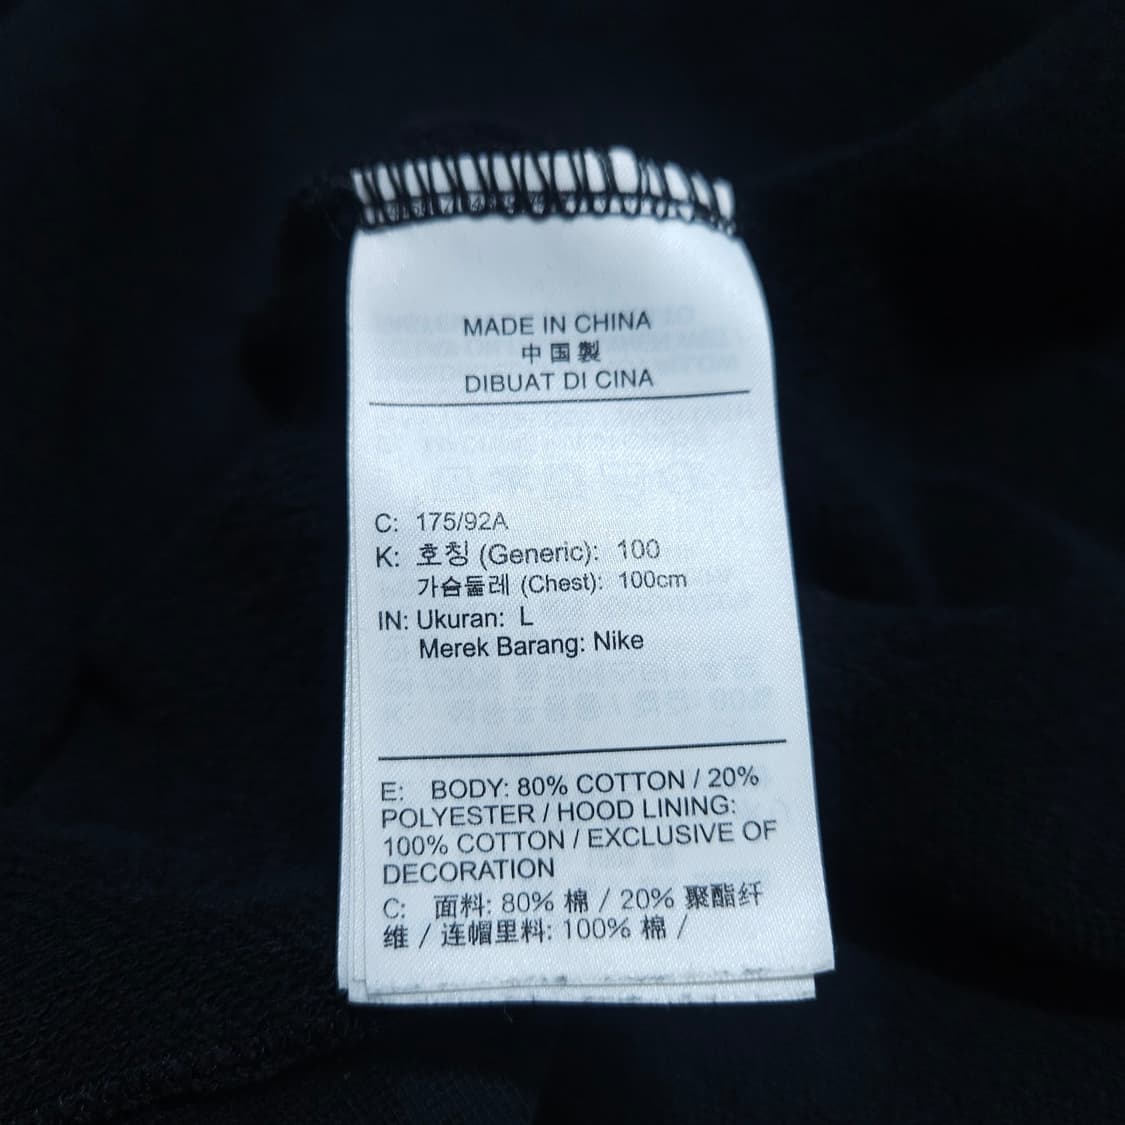 MADE IN CHINA
中国製
DIBUAT DI CINA
C: 175/92A
K: 호칭 (Generic): 100
가슴둘레 (Chest): 100cm
IN: Ukuran: L
Merek Barang: Nike
E: BODY: 80% COTTON / 20%
POLYESTER / HOOD LINING:
100% COTTON / EXCLUSIVE OF
DECORATION
C: 面料: 80% 棉 / 20% 聚酯纤
维 / 连帽里料: 100% 棉 /